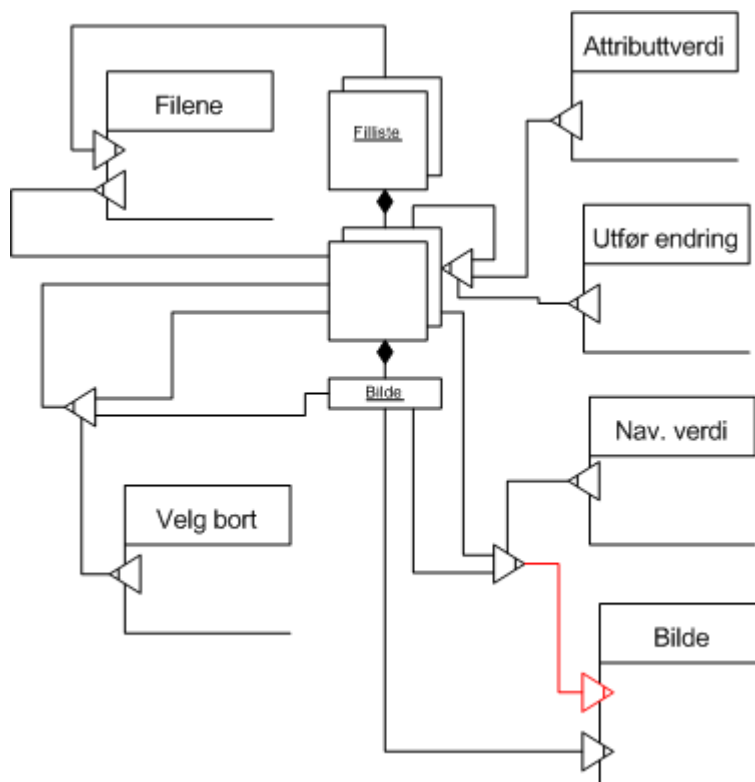 Attributtverdi
Filene
Filliste
Utfør endring
Bilde
Nav. verdi
Velg bort
Bilde